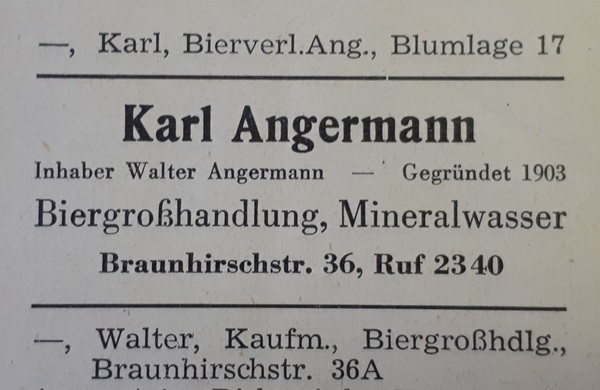 —, Karl, Bierverl.Ang., Blumlage 17
Karl Angermann
Inhaber Walter Angermann — Gegründet 1903
Biergroßhandlung, Mineralwasser
Braunhirschstr. 36, Ruf 2340
—, Walter, Kaufm., Biergroßhdlg.,
Braunhirschstr. 36A